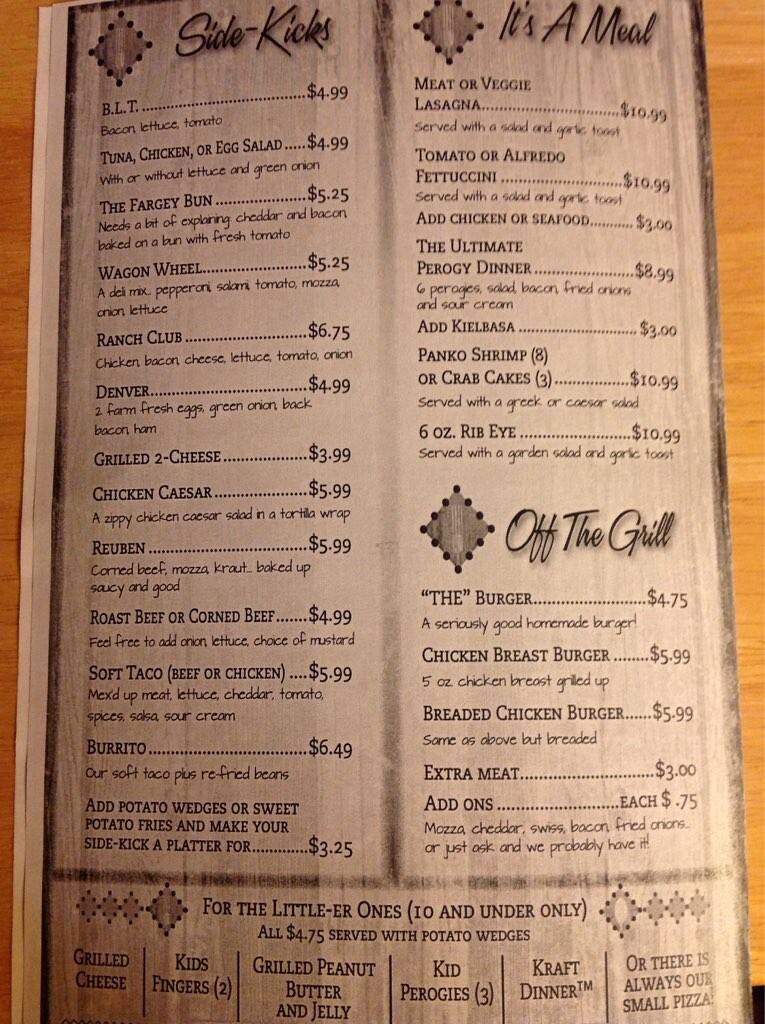 Side-Kicks
B.L.T. ..............................$4.99
Bacon, lettuce, tomato
Tuna, Chicken, or Egg Salad.....$4.99
With or without lettuce and green onion
The Fargey Bun ..................$5.25
Needs a bit of explaining: cheddar and bacon,
baked on a bun with fresh tomato
Wagon Wheel.....................$5.25
A deli mix... pepperoni, salami, tomato, mozza,
onion, lettuce
Ranch Club ........................$6.75
Chicken, bacon, cheese, lettuce, tomato, onion
Denver..............................$4.99
2 farm fresh eggs, green onion, back
bacon, ham
Grilled 2-Cheese.................$3.99
Chicken Caesar ..................$5.99
A zippy chicken caesar salad in a tortilla wrap
Reuben ..............................$5.99
Corned beef, mozza, kraut... baked up
saucy and good
Roast Beef or Corned Beef.......$4.99
Feel free to add onion, lettuce, choice of mustard
Soft Taco (beef or chicken) ....$5.99
Mex'd up meat, lettuce, cheddar, tomato,
spices, salsa, sour cream
Burrito..............................$6.49
Our soft taco plus re-fried beans
Add potato wedges or sweet
potato fries and make your
side-kick a platter for............$3.25
It's A Meal
Meat or Veggie
Lasagna............................$10.99
Served with a salad and garlic toast
Tomato or Alfredo
Fettuccini ........................$10.99
Served with a salad and garlic toast
Add chicken or seafood........... $3.00
The Ultimate
Perogy Dinner ....................$8.99
6 perogies, salad, bacon, fried onions
and sour cream
Add Kielbasa ........................ $3.00
Panko Shrimp (8)
or Crab Cakes (3)...............$10.99
Served with a greek or caesar salad
6 oz. Rib Eye ......................$10.99
Served with a garden salad and garlic toast
Off The Grill
"THE" Burger.......................$4.75
A seriously good homemade burger!
Chicken Breast Burger ........$5.99
5 oz. chicken breast grilled up
Breaded Chicken Burger......$5.99
Same as above but breaded
Extra meat..........................$3.00
Add ons ........................each $ .75
Mozza, cheddar, swiss, bacon, fried onions...
or just ask and we probably have it!
For the Little-er Ones (10 and under only)
All $4.75 served with potato wedges
Grilled
Cheese
Kids
Fingers (2)
Grilled Peanut
Butter
and Jelly
Kid
Perogies (3)
Kraft
Dinner™
Or there is
always our
small pizza!